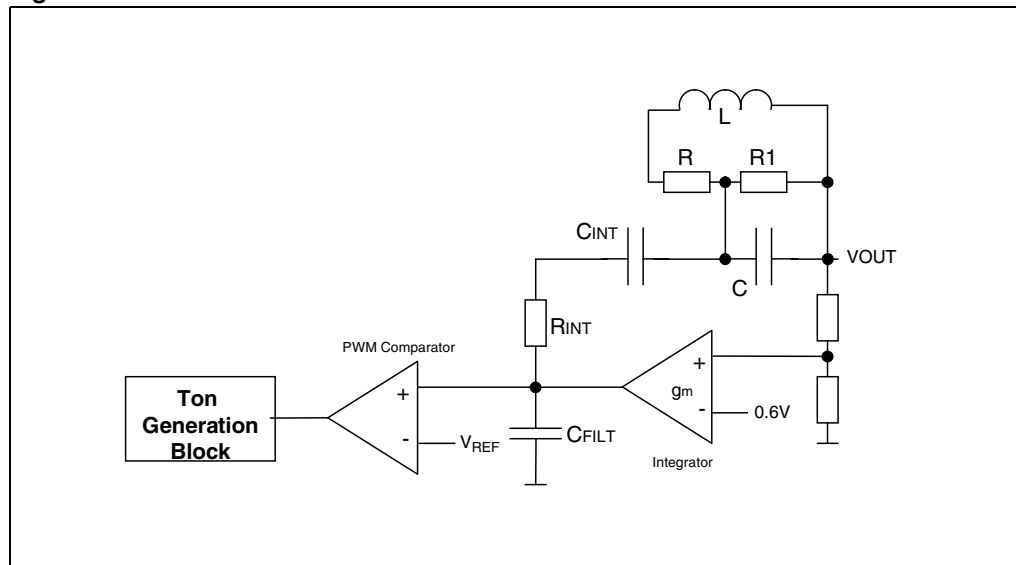 L
R R1
CINT
VOUT
C
RINT
PWM Comparator
+
gm
-
0.6V
+
-
VREF
Ton
Generation
Block
CFILT
Integrator